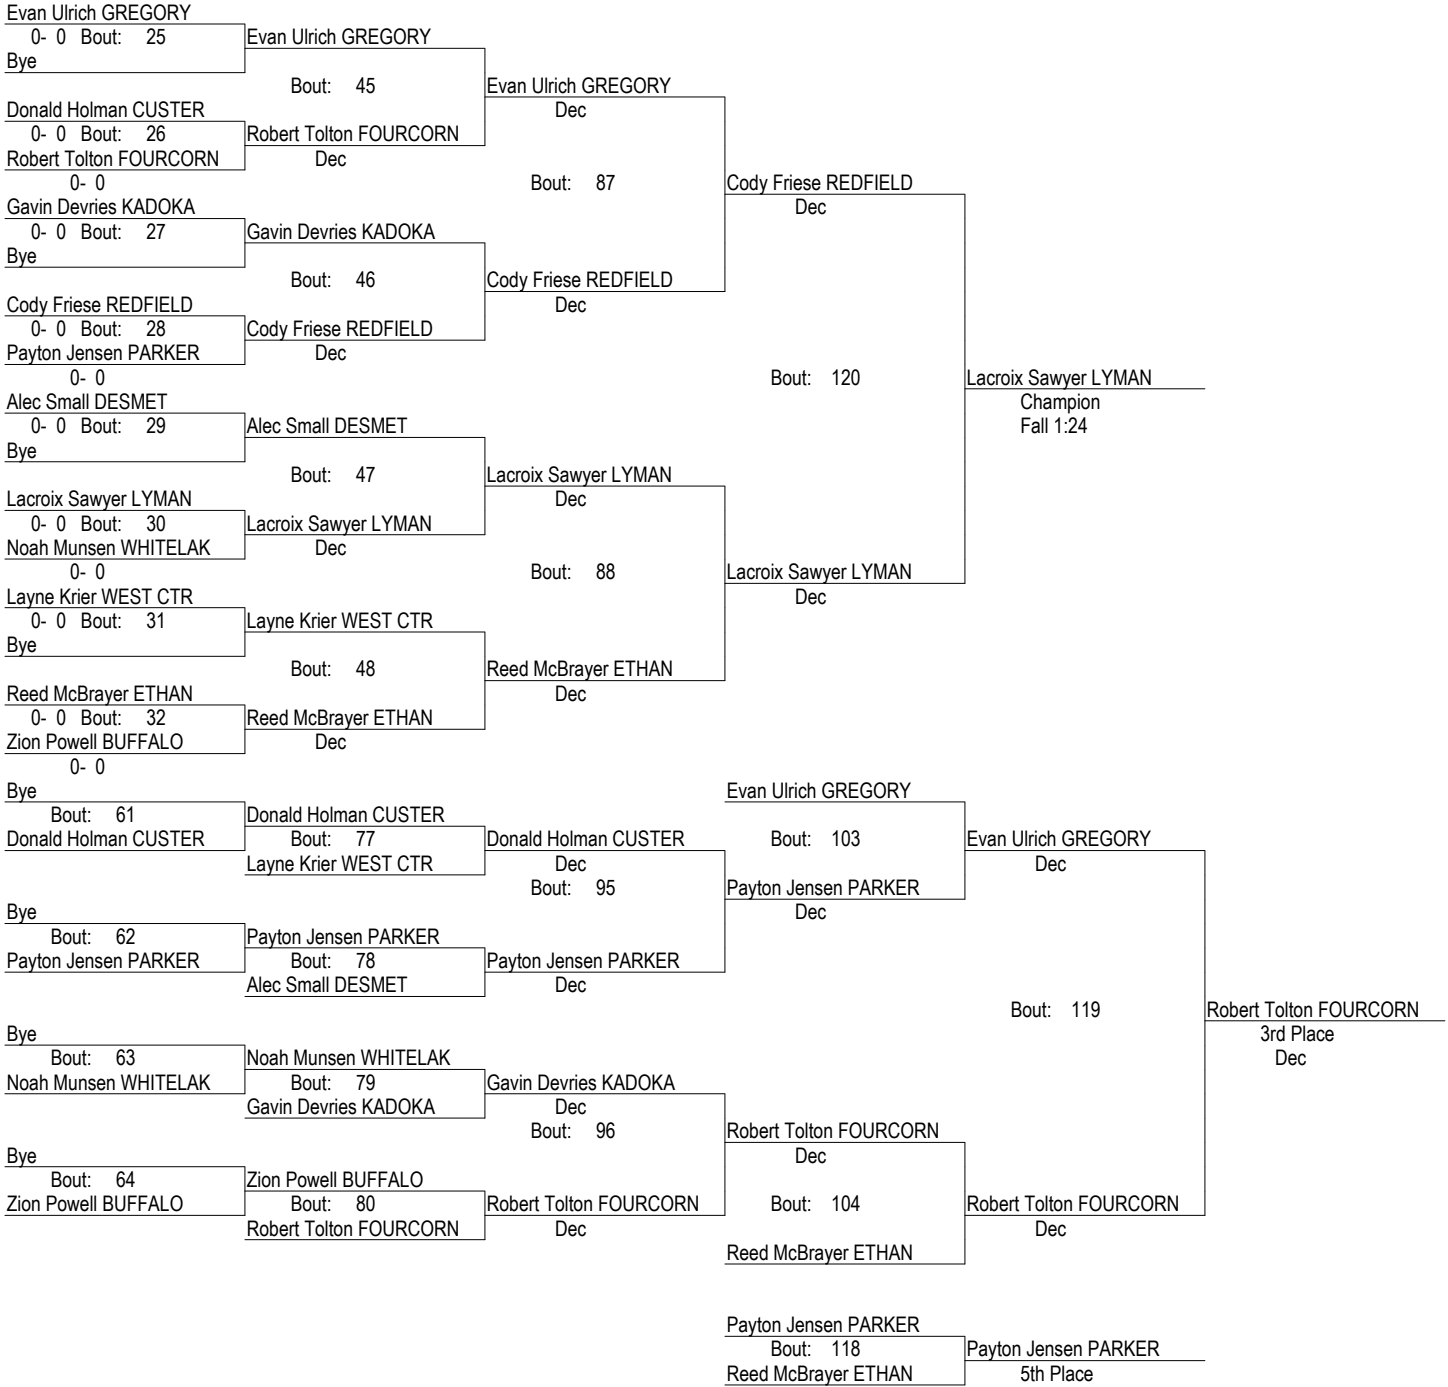 Evan Ulrich GREGORY
0- 0 Bout: 25 Evan Ulrich GREGORY
Bye
Bout: 45 Evan Ulrich GREGORY
Donald Holman CUSTER Dec
0- 0 Bout: 26 Robert Tolton FOURCORN
Robert Tolton FOURCORN Dec
0- 0 Bout: 87 Cody Friese REDFIELD
Gavin Devries KADOKA Dec
0- 0 Bout: 27 Gavin Devries KADOKA
Bye
Bout: 46 Cody Friese REDFIELD
Cody Friese REDFIELD Dec
0- 0 Bout: 28 Cody Friese REDFIELD
Payton Jensen PARKER Dec
0- 0 Bout: 120 Lacroix Sawyer LYMAN
Alec Small DESMET Champion
0- 0 Bout: 29 Alec Small DESMET Fall 1:24
Bye
Bout: 47 Lacroix Sawyer LYMAN
Lacroix Sawyer LYMAN Dec
0- 0 Bout: 30 Lacroix Sawyer LYMAN
Noah Munsen WHITELAK Dec
0- 0 Bout: 88 Lacroix Sawyer LYMAN
Layne Krier WEST CTR Dec
0- 0 Bout: 31 Layne Krier WEST CTR
Bye
Bout: 48 Reed McBrayer ETHAN
Reed McBrayer ETHAN Dec
0- 0 Bout: 32 Reed McBrayer ETHAN
Zion Powell BUFFALO Dec
0- 0
Bye Evan Ulrich GREGORY
Bout: 61 Donald Holman CUSTER
Donald Holman CUSTER Bout: 77 Donald Holman CUSTER Bout: 103 Evan Ulrich GREGORY
Layne Krier WEST CTR Dec Dec
Bout: 95 Payton Jensen PARKER
Bye Dec
Bout: 62 Payton Jensen PARKER
Payton Jensen PARKER Bout: 78 Payton Jensen PARKER
Alec Small DESMET Dec
Bout: 119 Robert Tolton FOURCORN
Bye 3rd Place
Bout: 63 Noah Munsen WHITELAK Dec
Noah Munsen WHITELAK Bout: 79 Gavin Devries KADOKA
Gavin Devries KADOKA Dec
Bout: 96 Robert Tolton FOURCORN
Bye Dec
Bout: 64 Zion Powell BUFFALO
Zion Powell BUFFALO Bout: 80 Robert Tolton FOURCORN Bout: 104 Robert Tolton FOURCORN
Robert Tolton FOURCORN Dec Dec
Reed McBrayer ETHAN
Payton Jensen PARKER
Bout: 118 Payton Jensen PARKER
Reed McBrayer ETHAN 5th Place